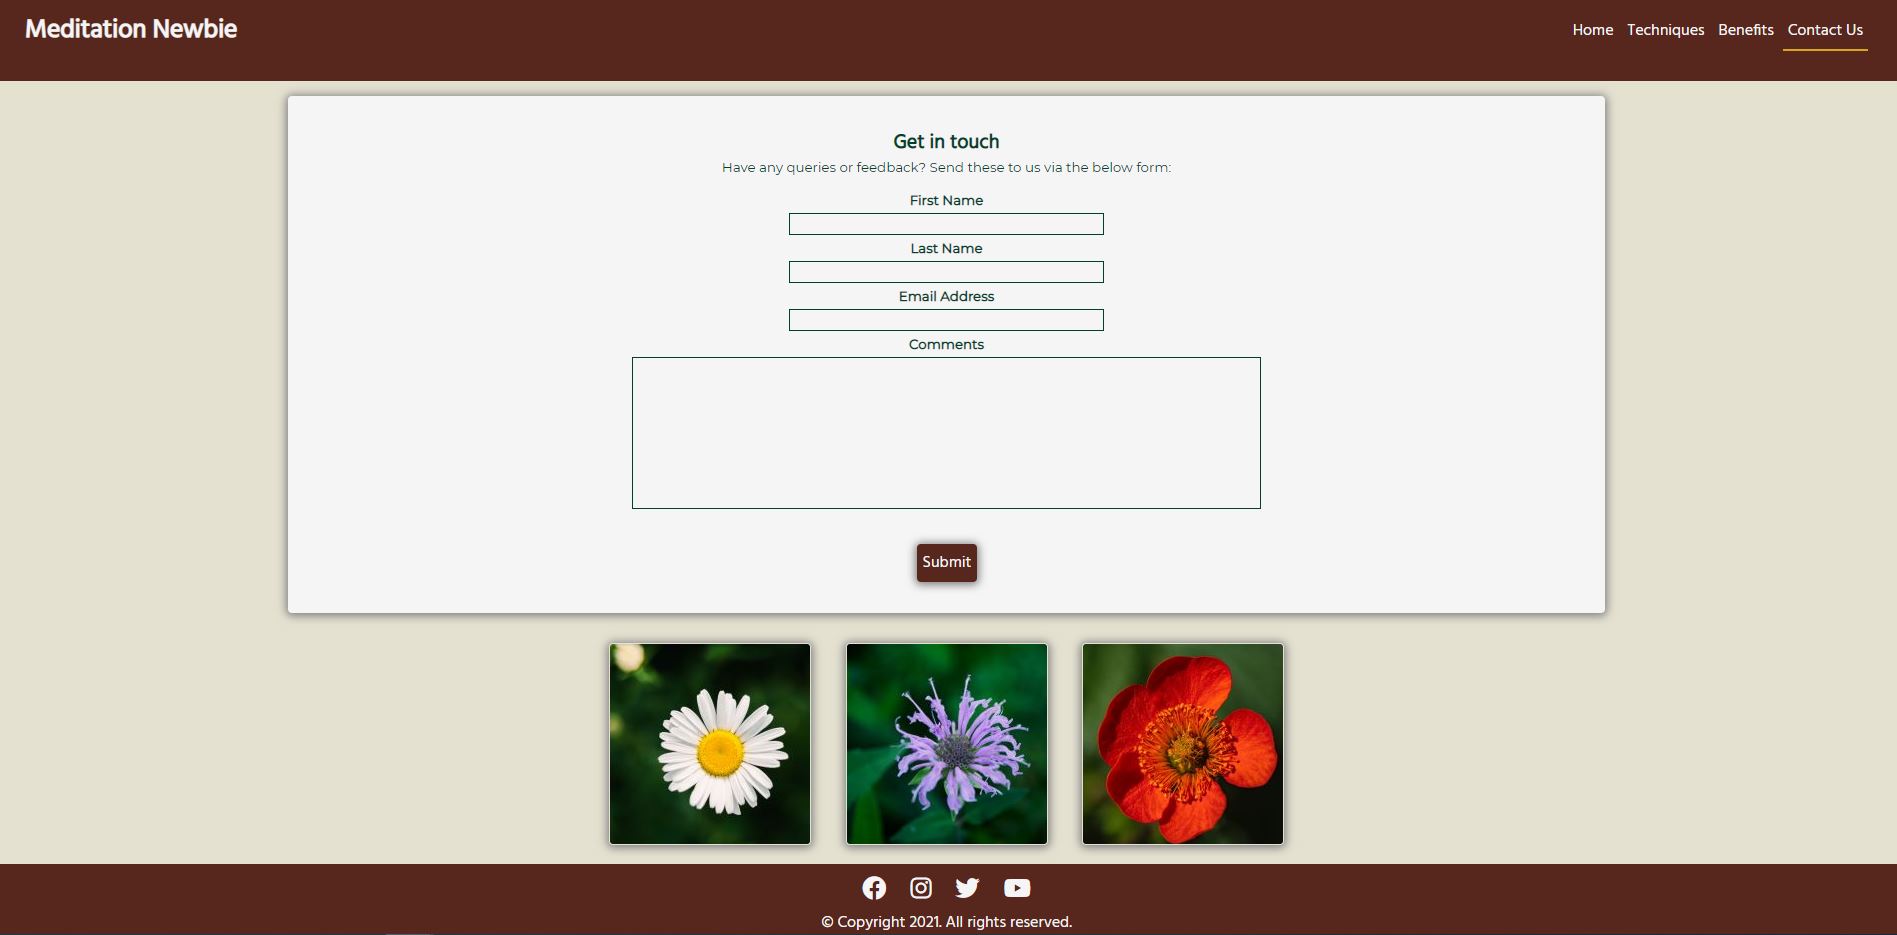 Meditation Newbie
Home Techniques Benefits Contact Us
Get in touch
Have any queries or feedback? Send these to us via the below form:
First Name
Last Name
Email Address
Comments
Submit
© Copyright 2021. All rights reserved.